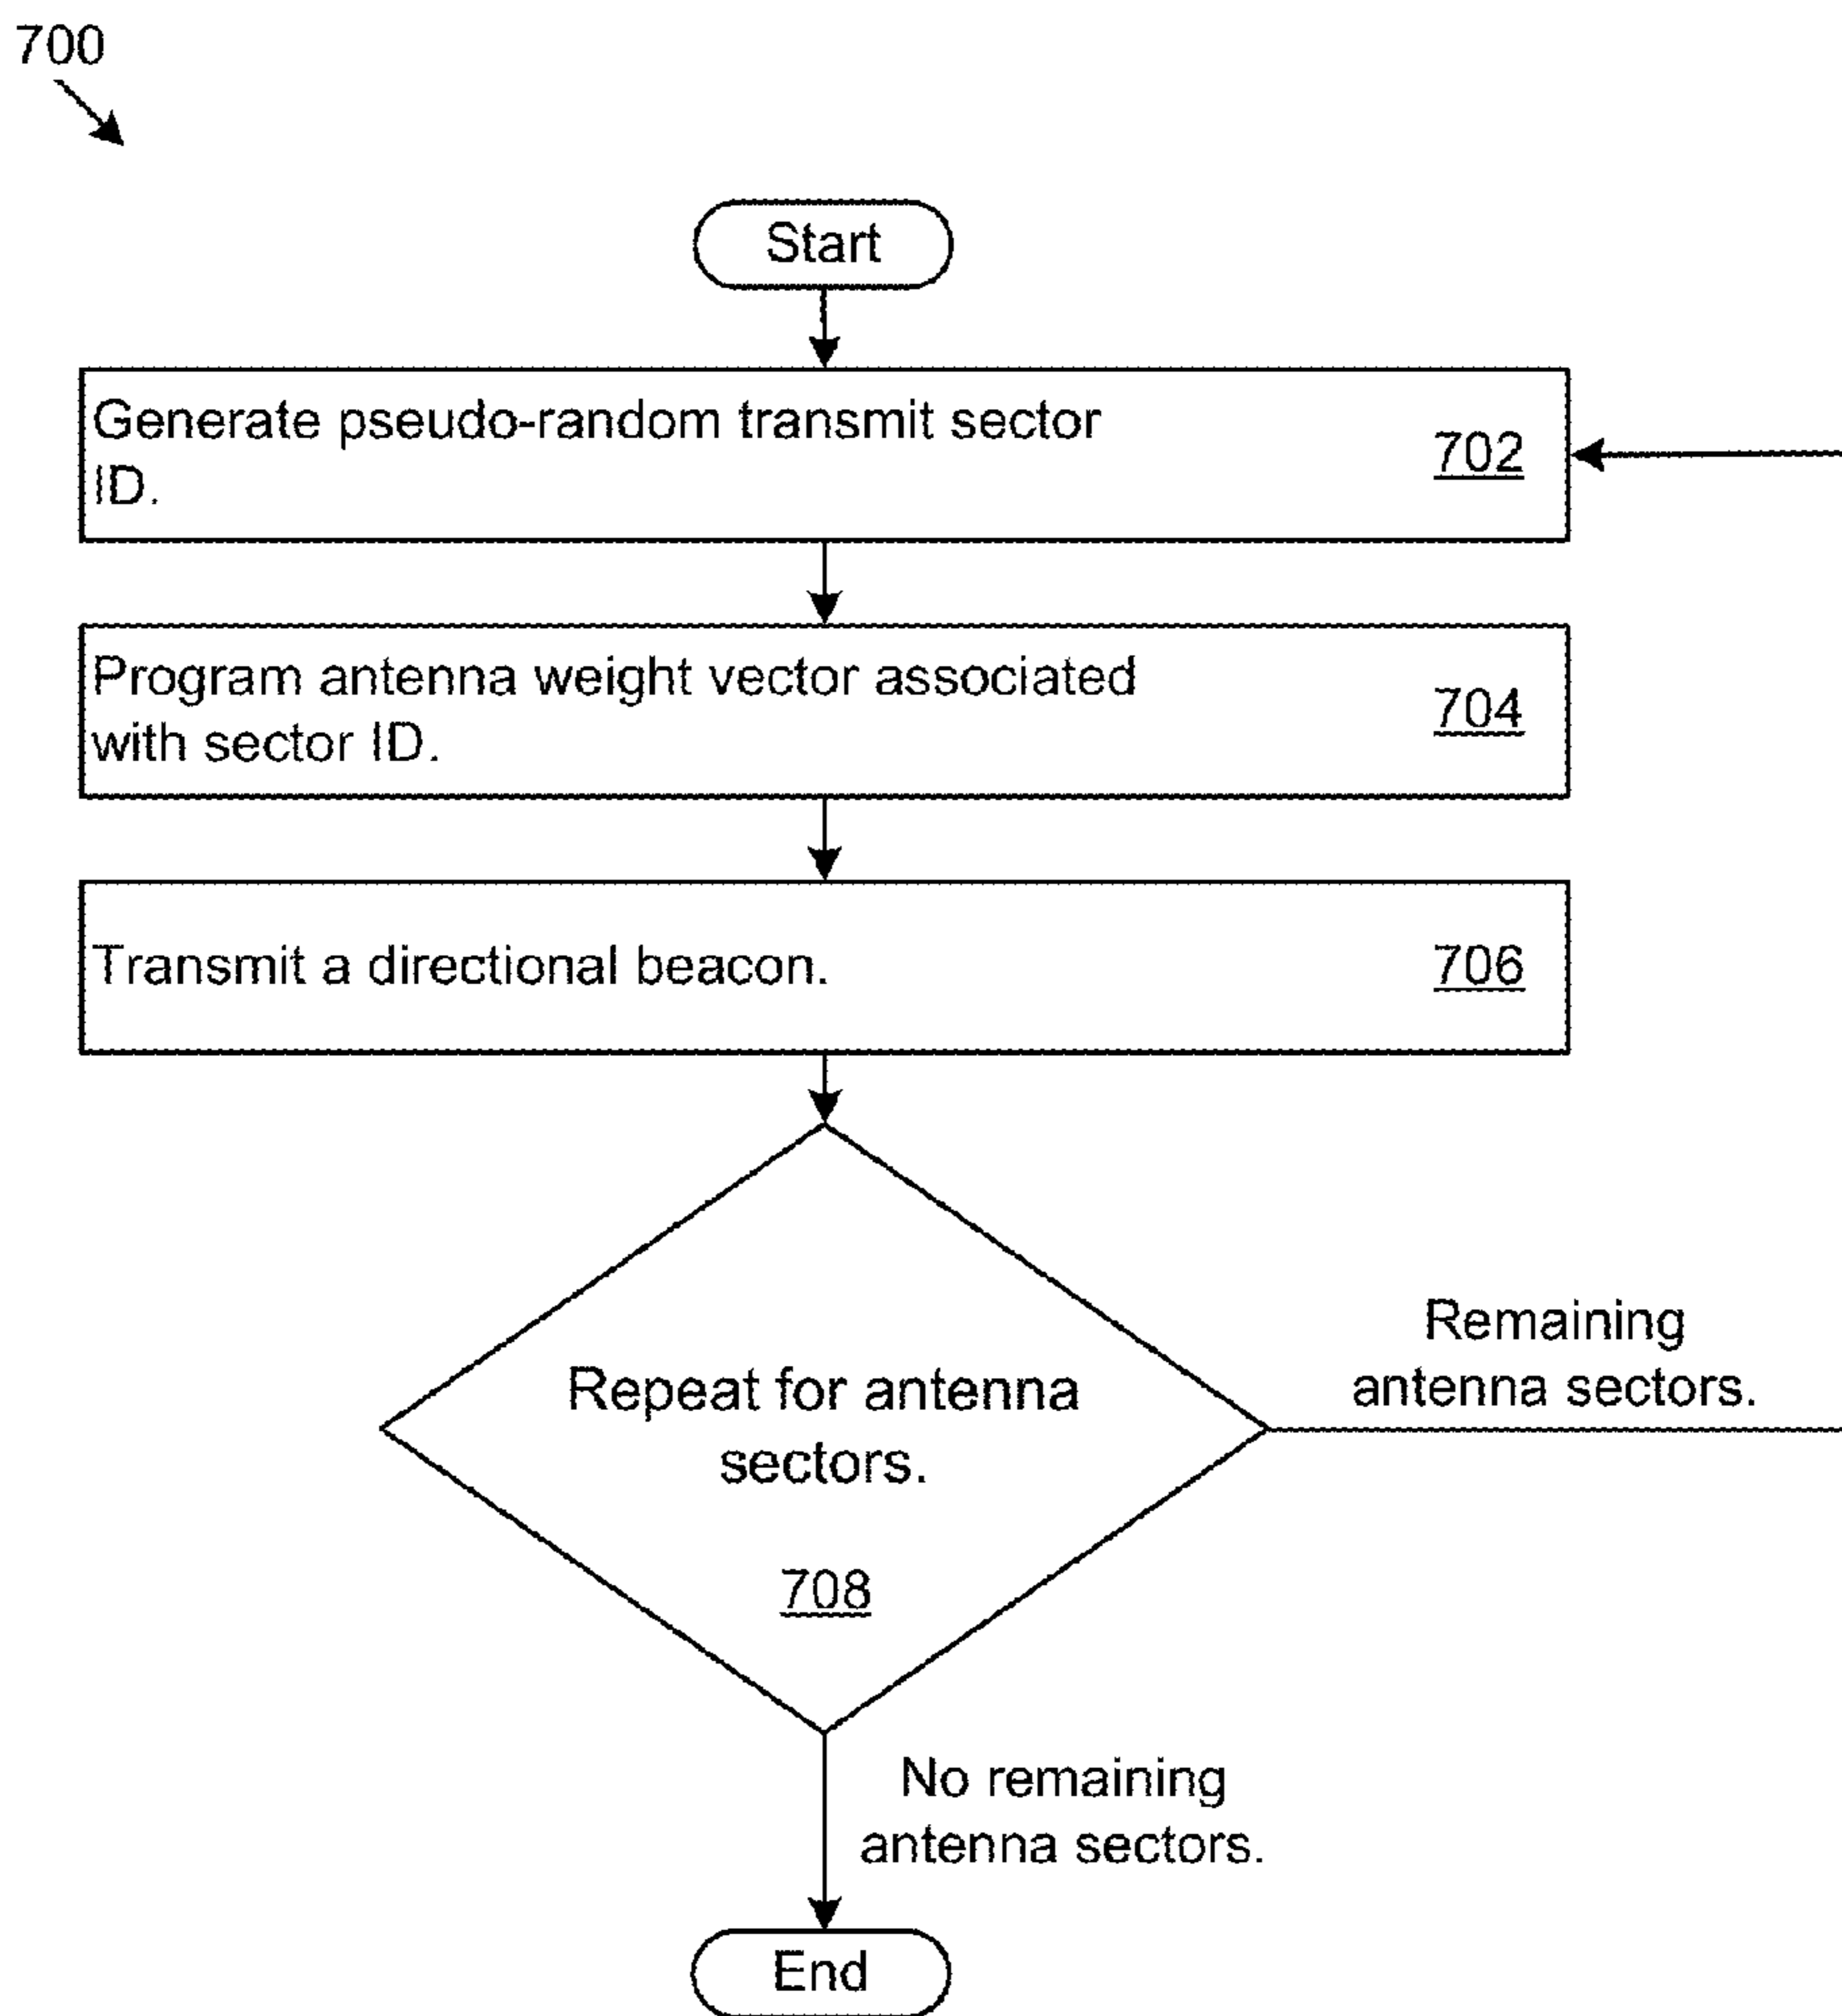 700
Start
Generate pseudo-random transmit sector
ID.
702
Program antenna weight vector associated
with sector ID.
704
Transmit a directional beacon.
706
Repeat for antenna
sectors.
708
Remaining
antenna sectors.
No remaining
antenna sectors.
End